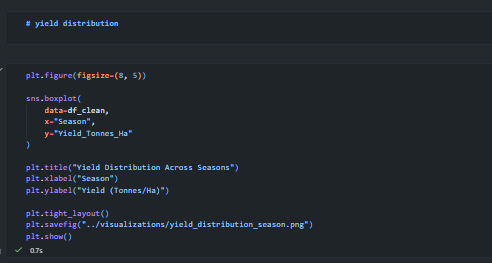 # yield distribution
plt.figure(figsize=(8, 5))
sns.boxplot(
data=df_clean,
x="Season",
y="Yield_Tonnes_Ha"
)
plt.title("Yield Distribution Across Seasons")
plt.xlabel("Season")
plt.ylabel("Yield (Tonnes/Ha)")
plt.tight_layout()
plt.savefig("../visualizations/yield_distribution_season.png")
plt.show()
0.7s